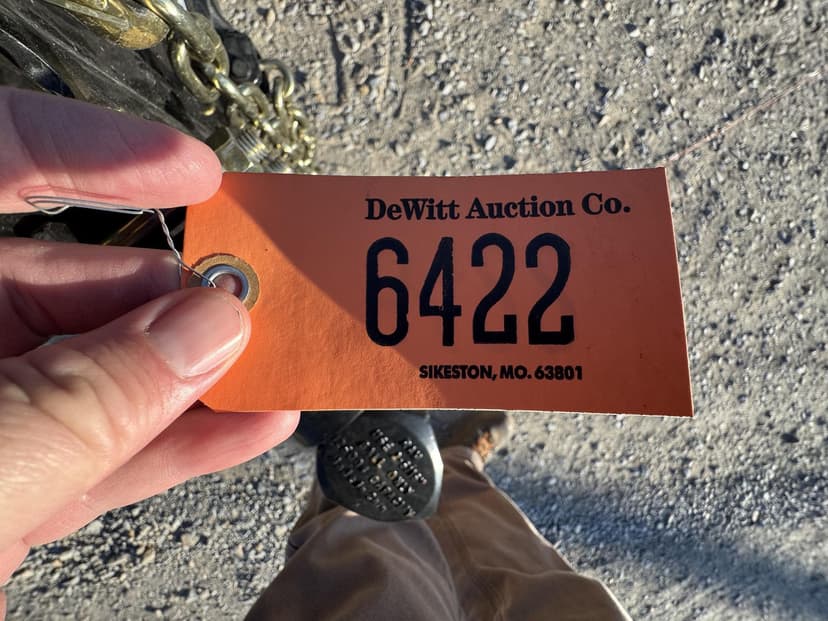 DeWitt Auction Co.
6422
SIKESTON, MO. 63801